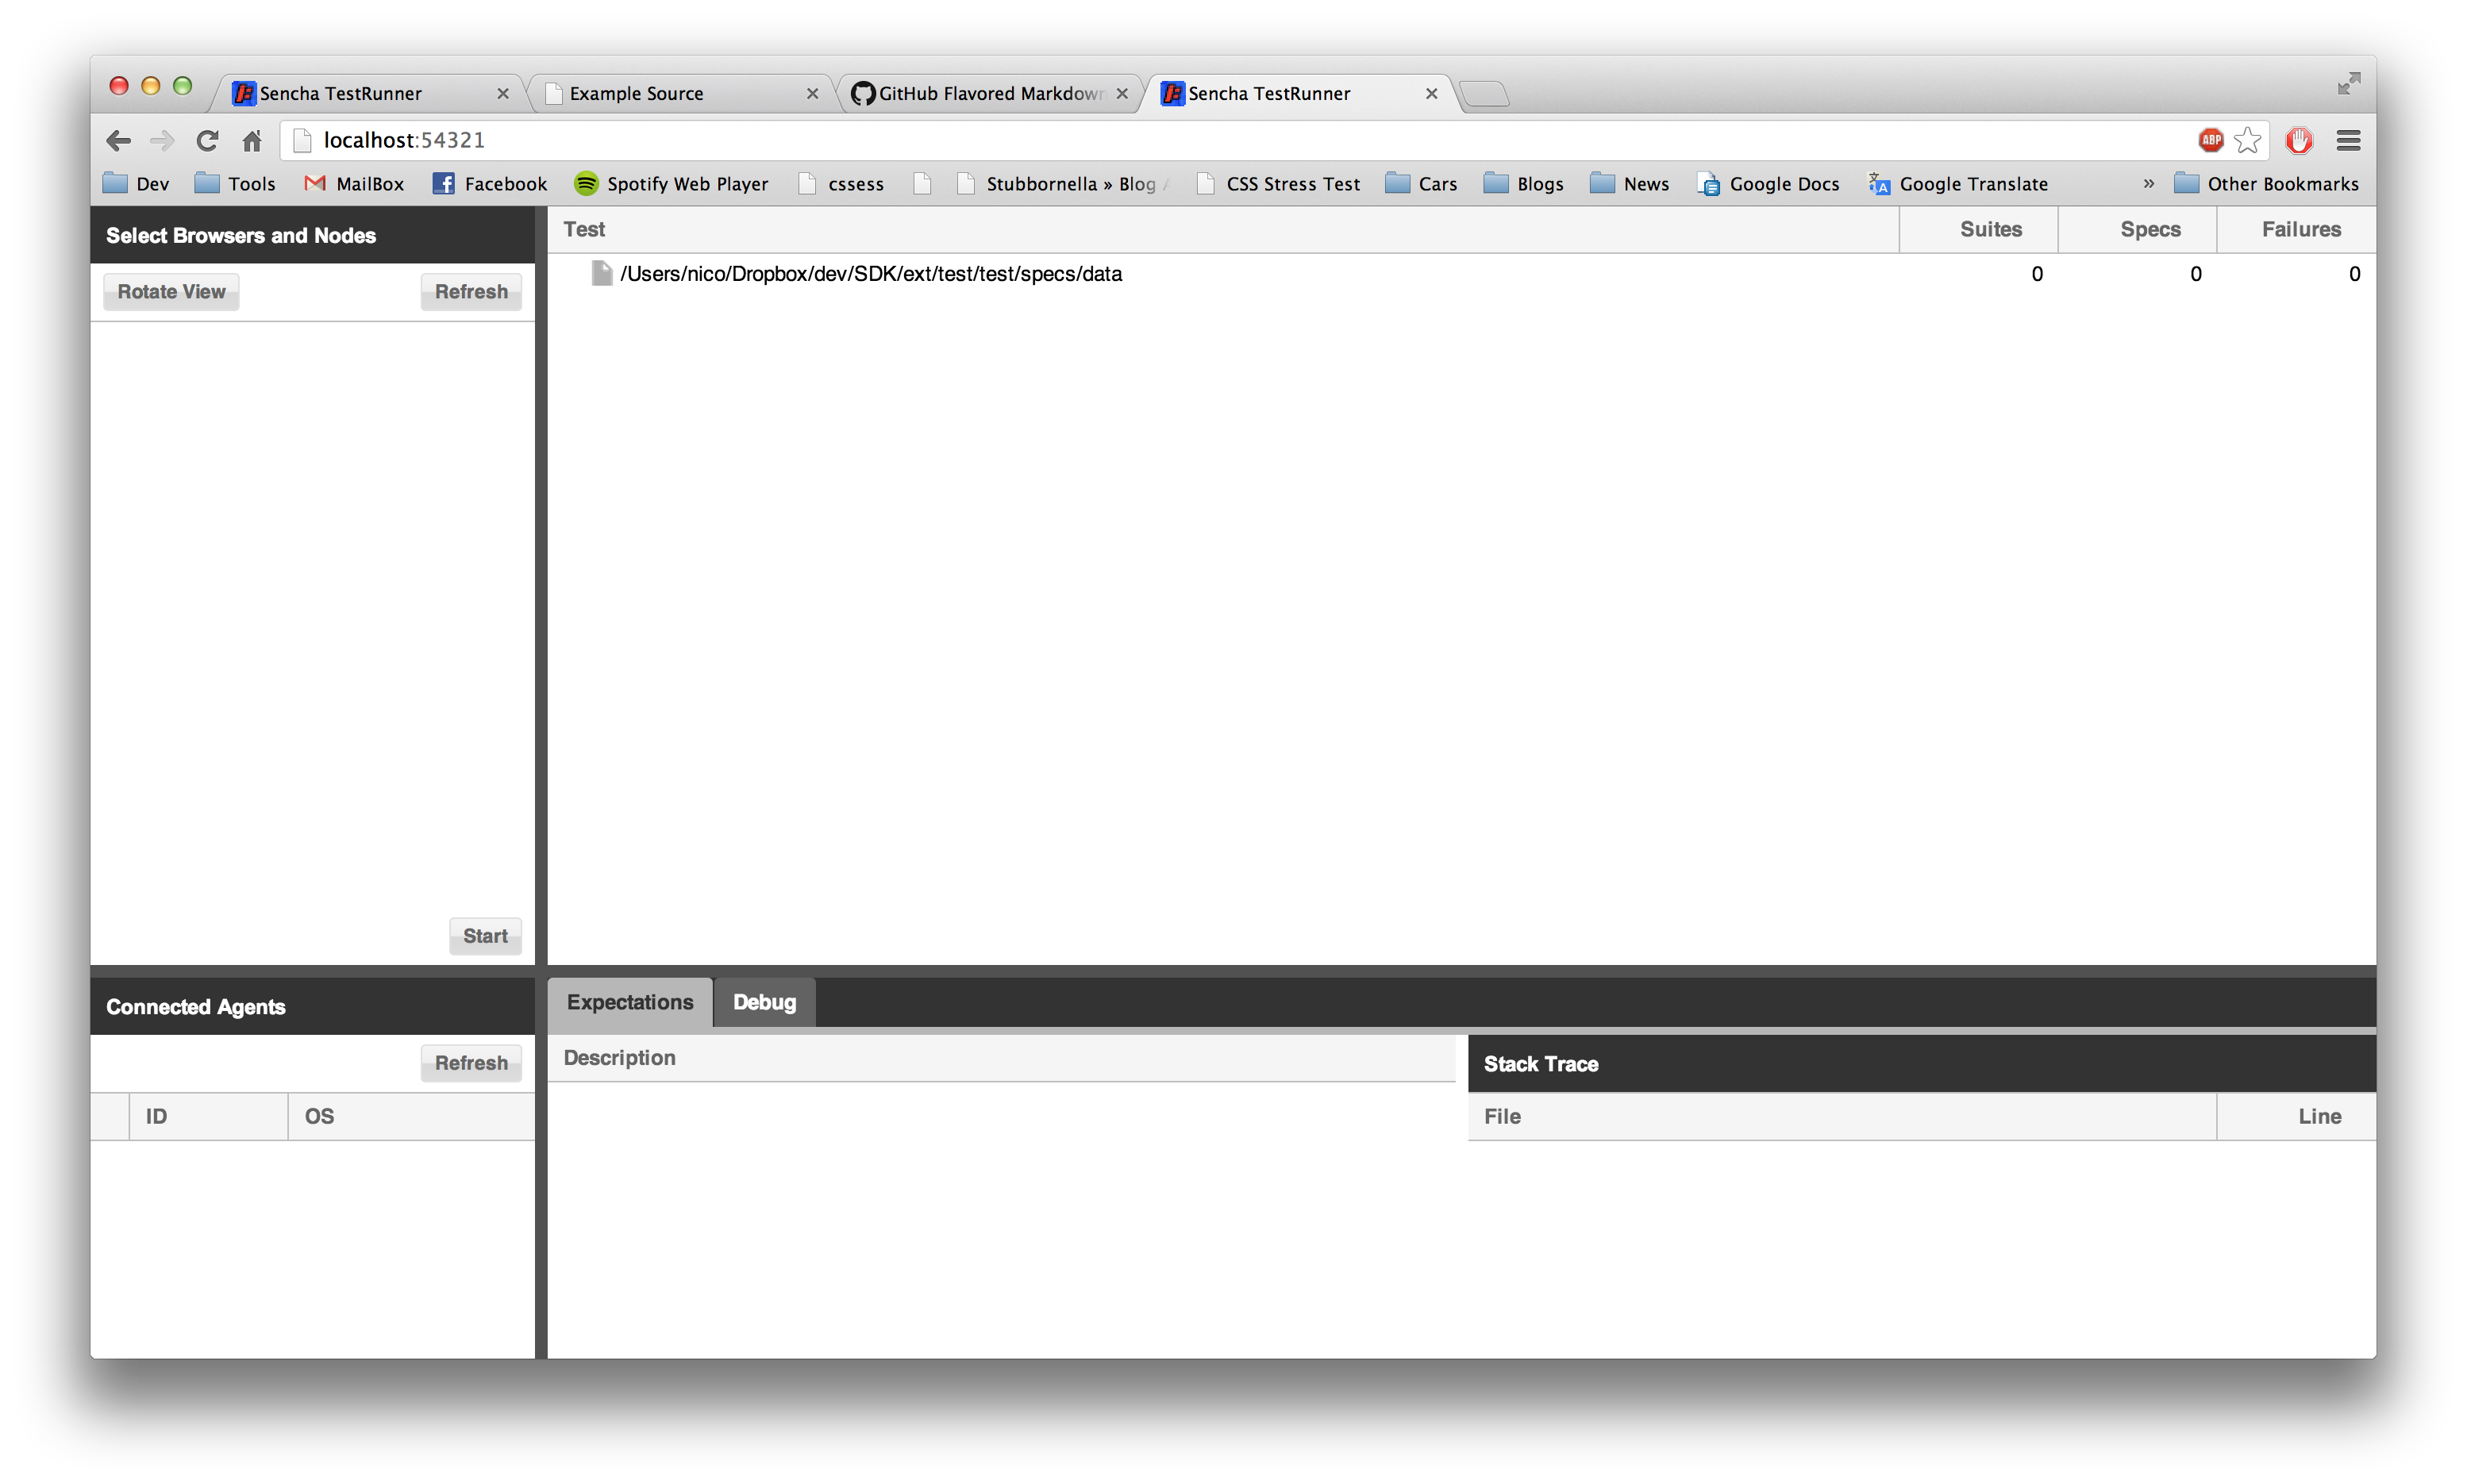 Sencha TestRunner
Example Source
GitHub Flavored Markdown
Sencha TestRunner
localhost:54321
ABP
Dev Tools MailBox Facebook Spotify Web Player cssess Stubbornella » Blog CSS Stress Test Cars Blogs News Google Docs Google Translate » Other Bookmarks
Select Browsers and Nodes
Rotate View Refresh
Start
Test Suites Specs Failures
/Users/nico/Dropbox/dev/SDK/ext/test/test/specs/data 0 0 0
Connected Agents
Refresh
ID OS
Expectations Debug
Description
Stack Trace
File Line